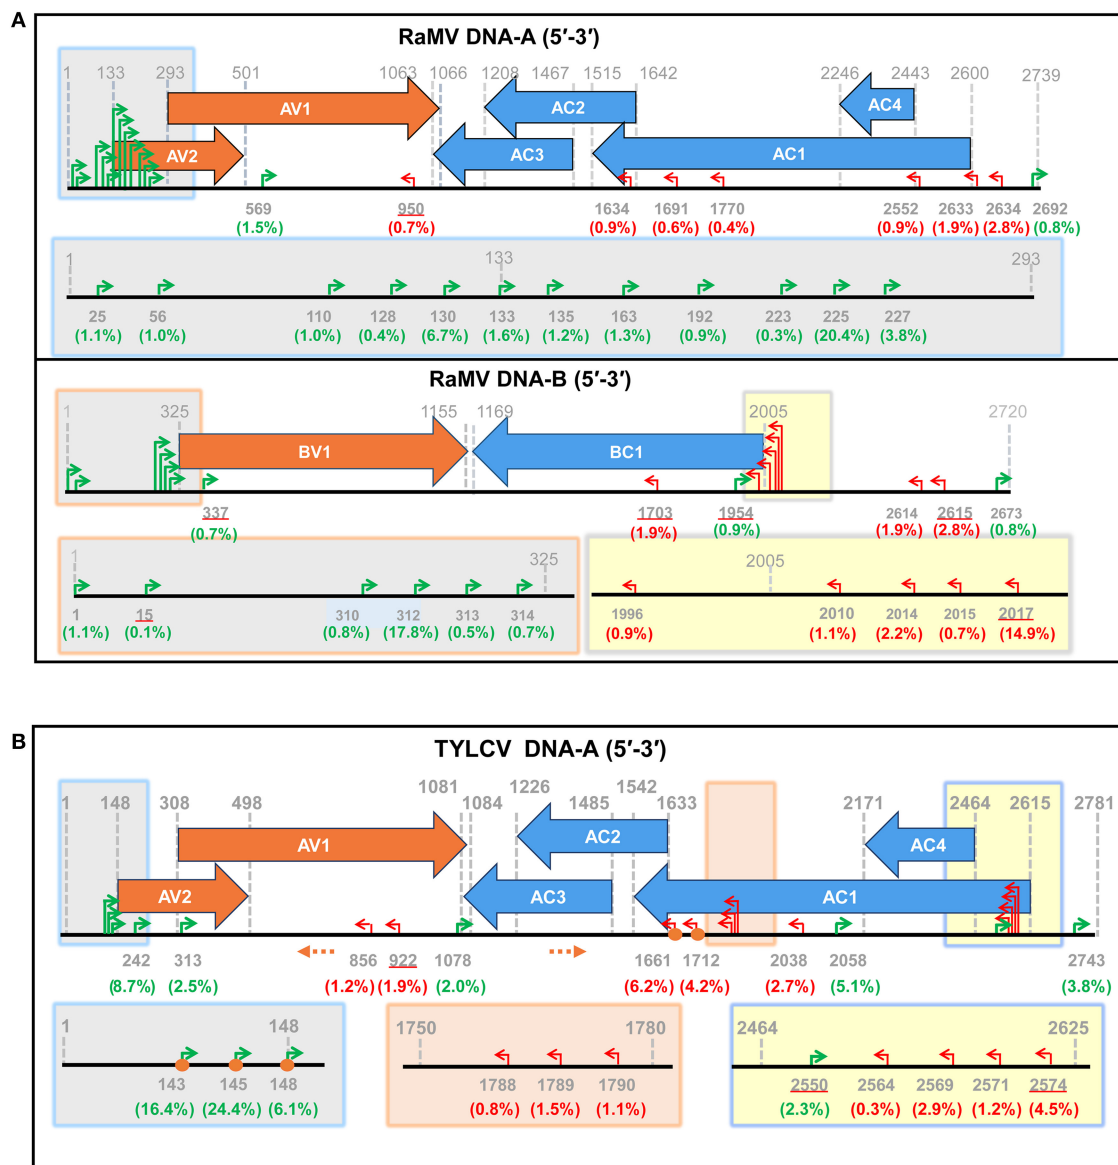 A
RaMV DNA-A (5′-3′)
1 133 293 501 1063 1066 1208 1467 1515 1642 2246 2443 2600 2739
AV1 AC2 AC4
AV2 AC3 AC1
569 950 1634 1691 1770 2552 2633 2634 2692
(1.5%) (0.7%) (0.9%) (0.6%) (0.4%) (0.9%) (1.9%) (2.8%) (0.8%)
1 133 293
25 56 110 128 130 133 135 163 192 223 225 227
(1.1%) (1.0%) (1.0%) (0.4%) (6.7%) (1.6%) (1.2%) (1.3%) (0.9%) (0.3%) (20.4%) (3.8%)
RaMV DNA-B (5′-3′)
1 325 1155 1169 2005 2720
BV1 BC1
337 1703 1954 2614 2615 2673
(0.7%) (1.9%) (0.9%) (1.9%) (2.8%) (0.8%)
1 325 2005
1 15 310 312 313 314 1996 2010 2014 2015 2017
(1.1%) (0.1%) (0.8%) (17.8%) (0.5%) (0.7%) (0.9%) (1.1%) (2.2%) (0.7%) (14.9%)
B
TYLCV DNA-A (5′-3′)
1 148 308 498 1081 1084 1226 1485 1542 1633 2171 2464 2615 2781
AV1 AC2 AC4
AV2 AC3 AC1
242 313 856 922 1078 1661 1712 2038 2058 2743
(8.7%) (2.5%) (1.2%) (1.9%) (2.0%) (6.2%) (4.2%) (2.7%) (5.1%) (3.8%)
1 148 1750 1780 2464 2625
143 145 148 1788 1789 1790 2550 2564 2569 2571 2574
(16.4%) (24.4%) (6.1%) (0.8%) (1.5%) (1.1%) (2.3%) (0.3%) (2.9%) (1.2%) (4.5%)